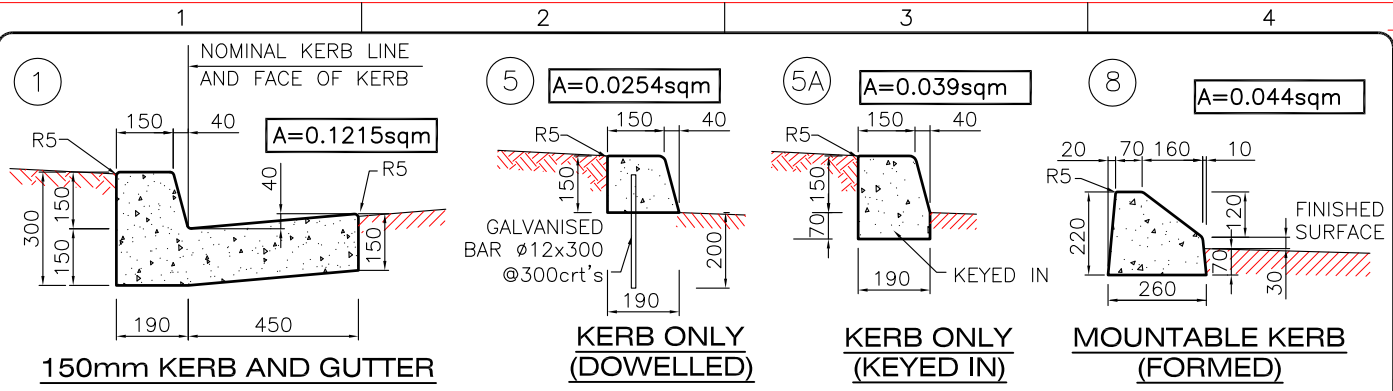 1
2
3
4
1
NOMINAL KERB LINE
AND FACE OF KERB
150
40
A=0.1215sqm
R5
R5
40
300
150
150
150
190
450
150mm KERB AND GUTTER
5
A=0.0254sqm
150
40
R5
150
GALVANISED
BAR ø12x300
@300crt's
200
190
KERB ONLY
(DOWELLED)
5A
A=0.039sqm
150
40
R5
150
70
KEYED IN
190
KERB ONLY
(KEYED IN)
8
A=0.044sqm
20
70
160
10
R5
220
120
FINISHED
SURFACE
70
30
260
MOUNTABLE KERB
(FORMED)